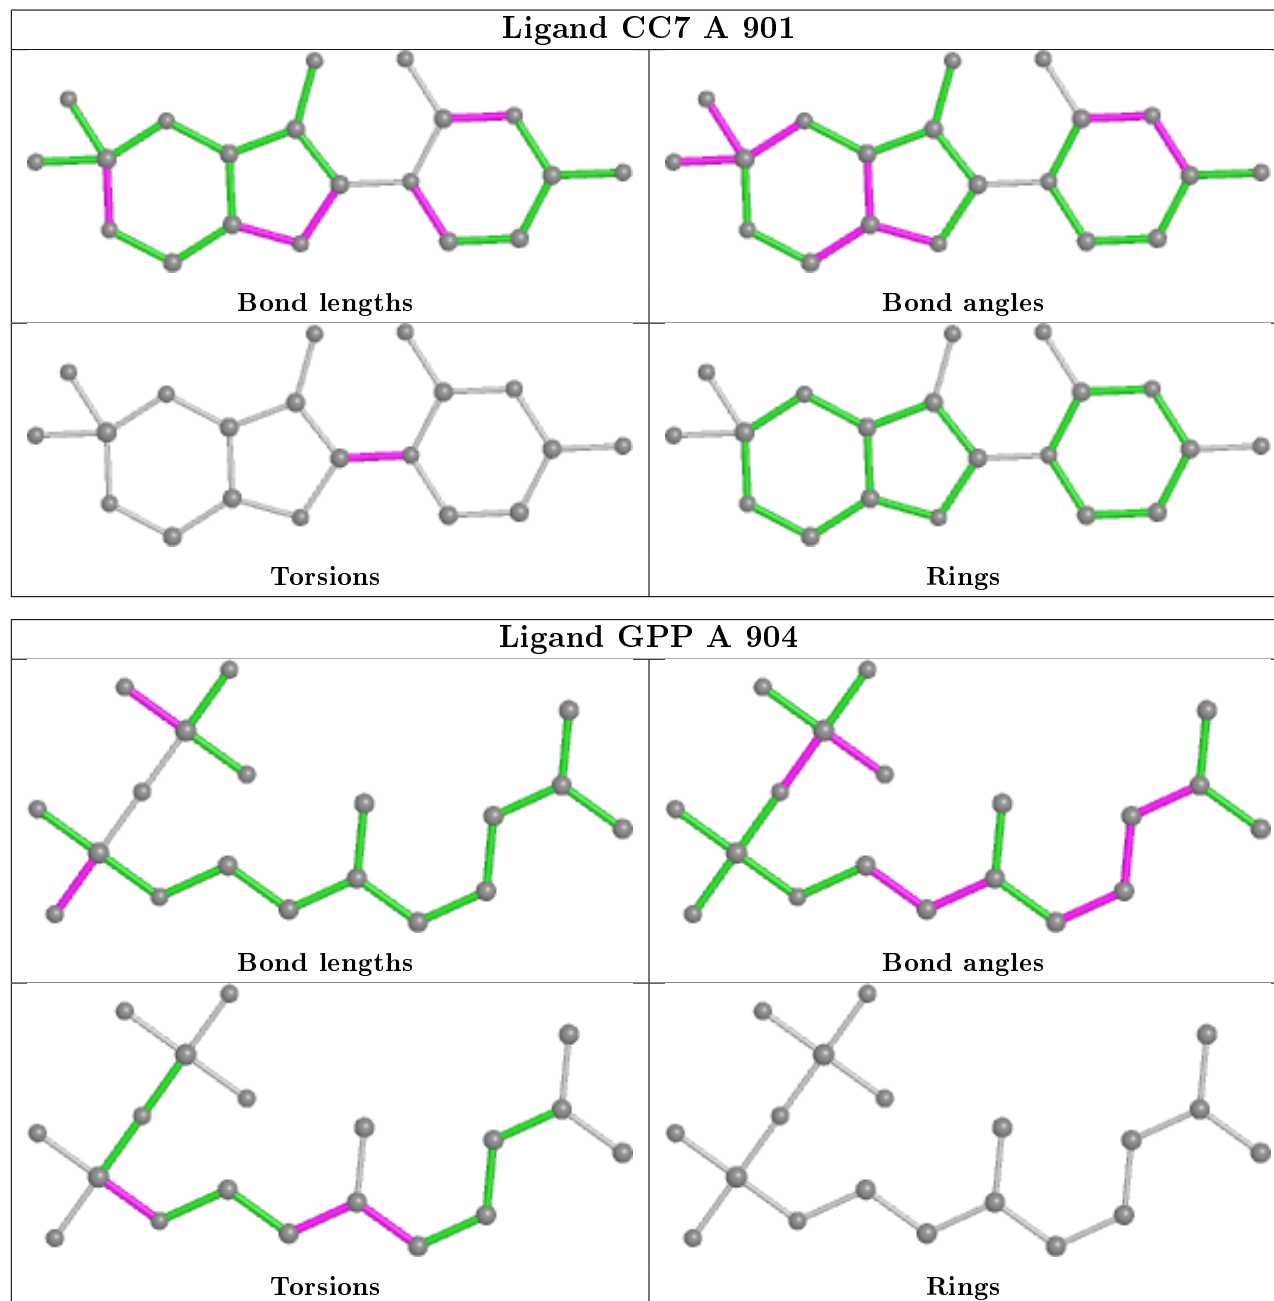 Ligand CC7 A 901
Bond lengths
Bond angles
Torsions
Rings
Ligand GPP A 904
Bond lengths
Bond angles
Torsions
Rings